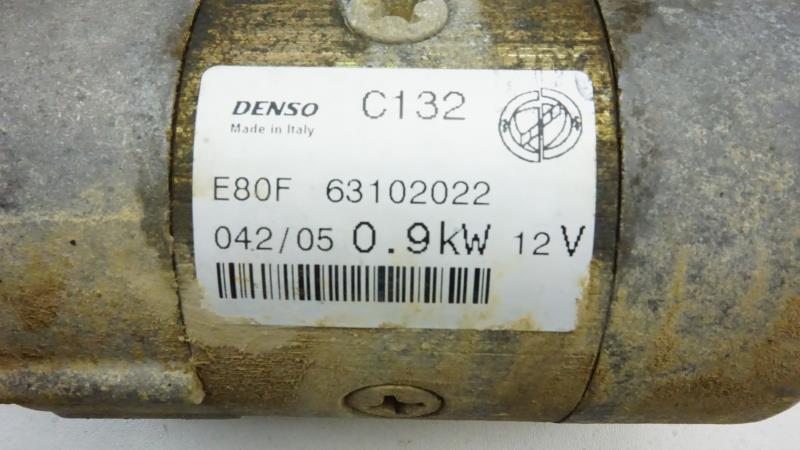 DENSO C132
Made in Italy
E80F 63102022
042/05 0.9kW 12V